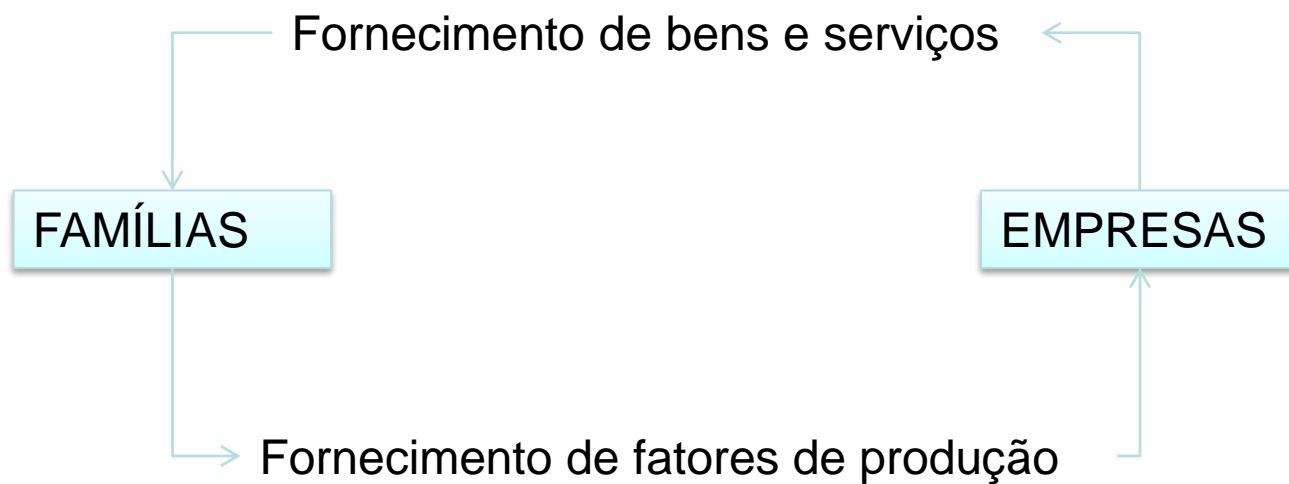 Fornecimento de bens e serviços
FAMÍLIAS
EMPRESAS
Fornecimento de fatores de produção